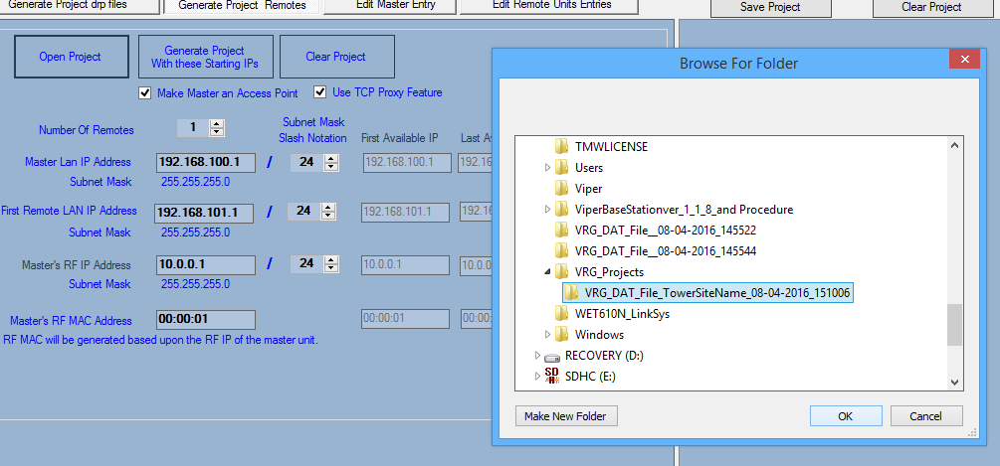 Generate Project drp files
Generate Project Remotes
Edit Master Entry
Edit Remote Units Entries
Save Project
Clear Project
Open Project
Generate Project
With these Starting IPs
Clear Project
Make Master an Access Point
Use TCP Proxy Feature
Number Of Remotes
1
Subnet Mask
Slash Notation
First Available IP
Last Av
Master Lan IP Address
192.168.100.1
/
24
192.168.100.1
192.16
Subnet Mask
255.255.255.0
First Remote LAN IP Address
192.168.101.1
/
24
192.168.101.1
192.16
Subnet Mask
255.255.255.0
Master's RF IP Address
10.0.0.1
/
24
10.0.0.1
10.0.0
Subnet Mask
255.255.255.0
Master's RF MAC Address
00:00:01
00:00:01
00:00:
RF MAC will be generated based upon the RF IP of the master unit.
Browse For Folder
TMWLICENSE
Users
Viper
ViperBaseStationver_1_1_8_and Procedure
VRG_DAT_File__08-04-2016_145522
VRG_DAT_File__08-04-2016_145544
VRG_Projects
VRG_DAT_File_TowerSiteName_08-04-2016_151006
WET610N_LinkSys
Windows
RECOVERY (D:)
SD
SDHC (E:)
Make New Folder
OK
Cancel